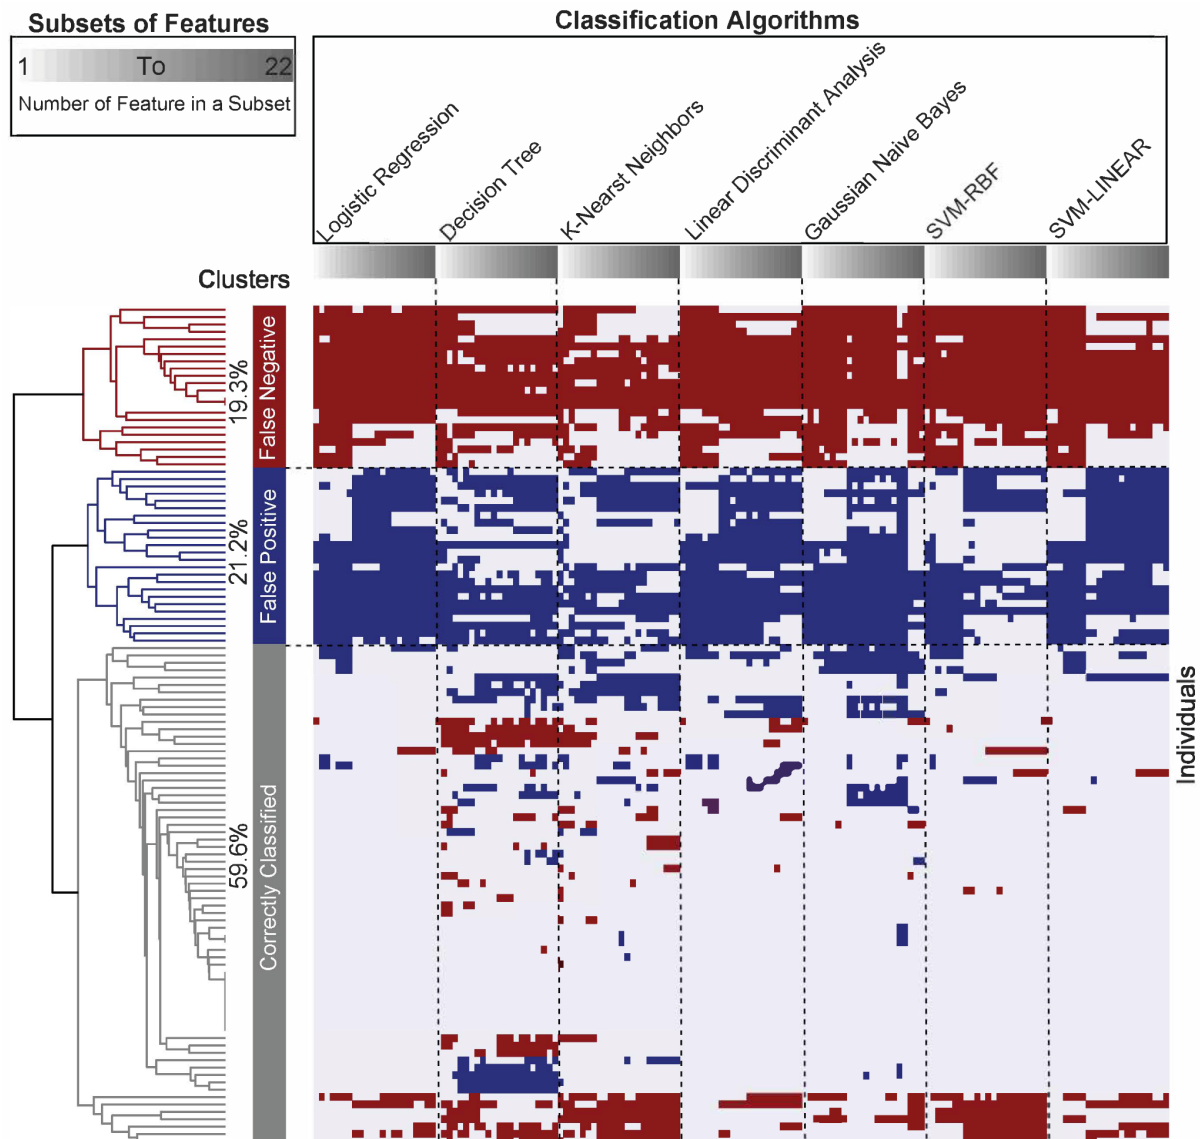 Subsets of Features
1 To 22
Number of Feature in a Subset
Classification Algorithms
Logistic Regression
Decision Tree
K-Nearst Neighbors
Linear Discriminant Analysis
Gaussian Naive Bayes
SVM-RBF
SVM-LINEAR
Clusters
19.3%
False Negative
21.2%
False Positive
59.6%
Correctly Classified
Individuals